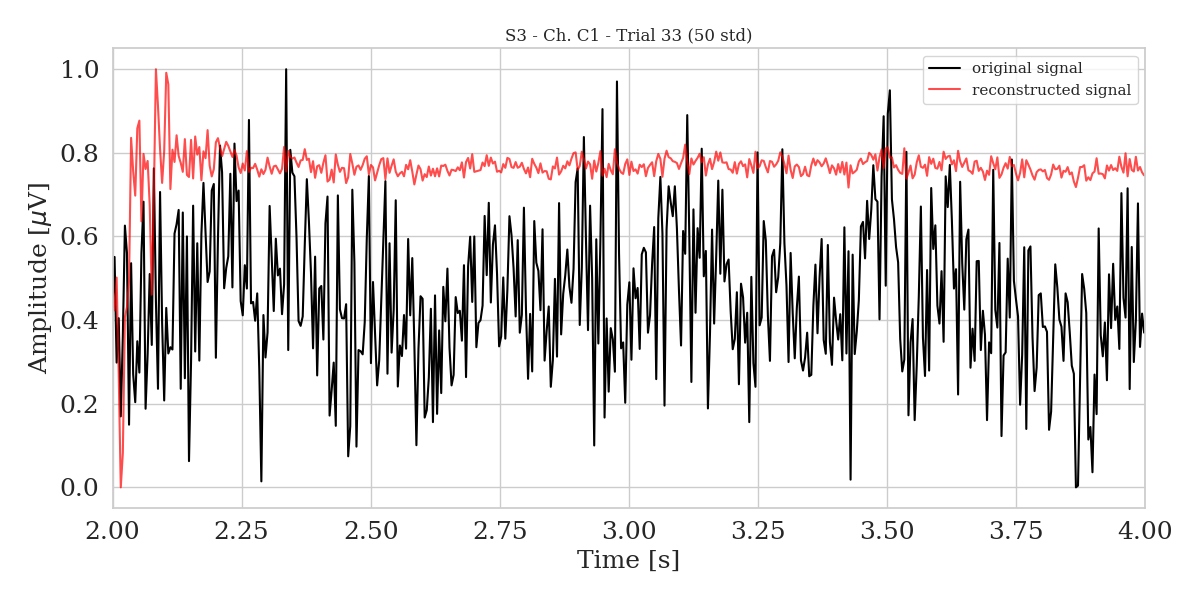 S3 - Ch. C1 - Trial 33 (50 std)
original signal
reconstructed signal
Amplitude [μV]
1.0
0.8
0.6
0.4
0.2
0.0
2.00 2.25 2.50 2.75 3.00 3.25 3.50 3.75 4.00
Time [s]